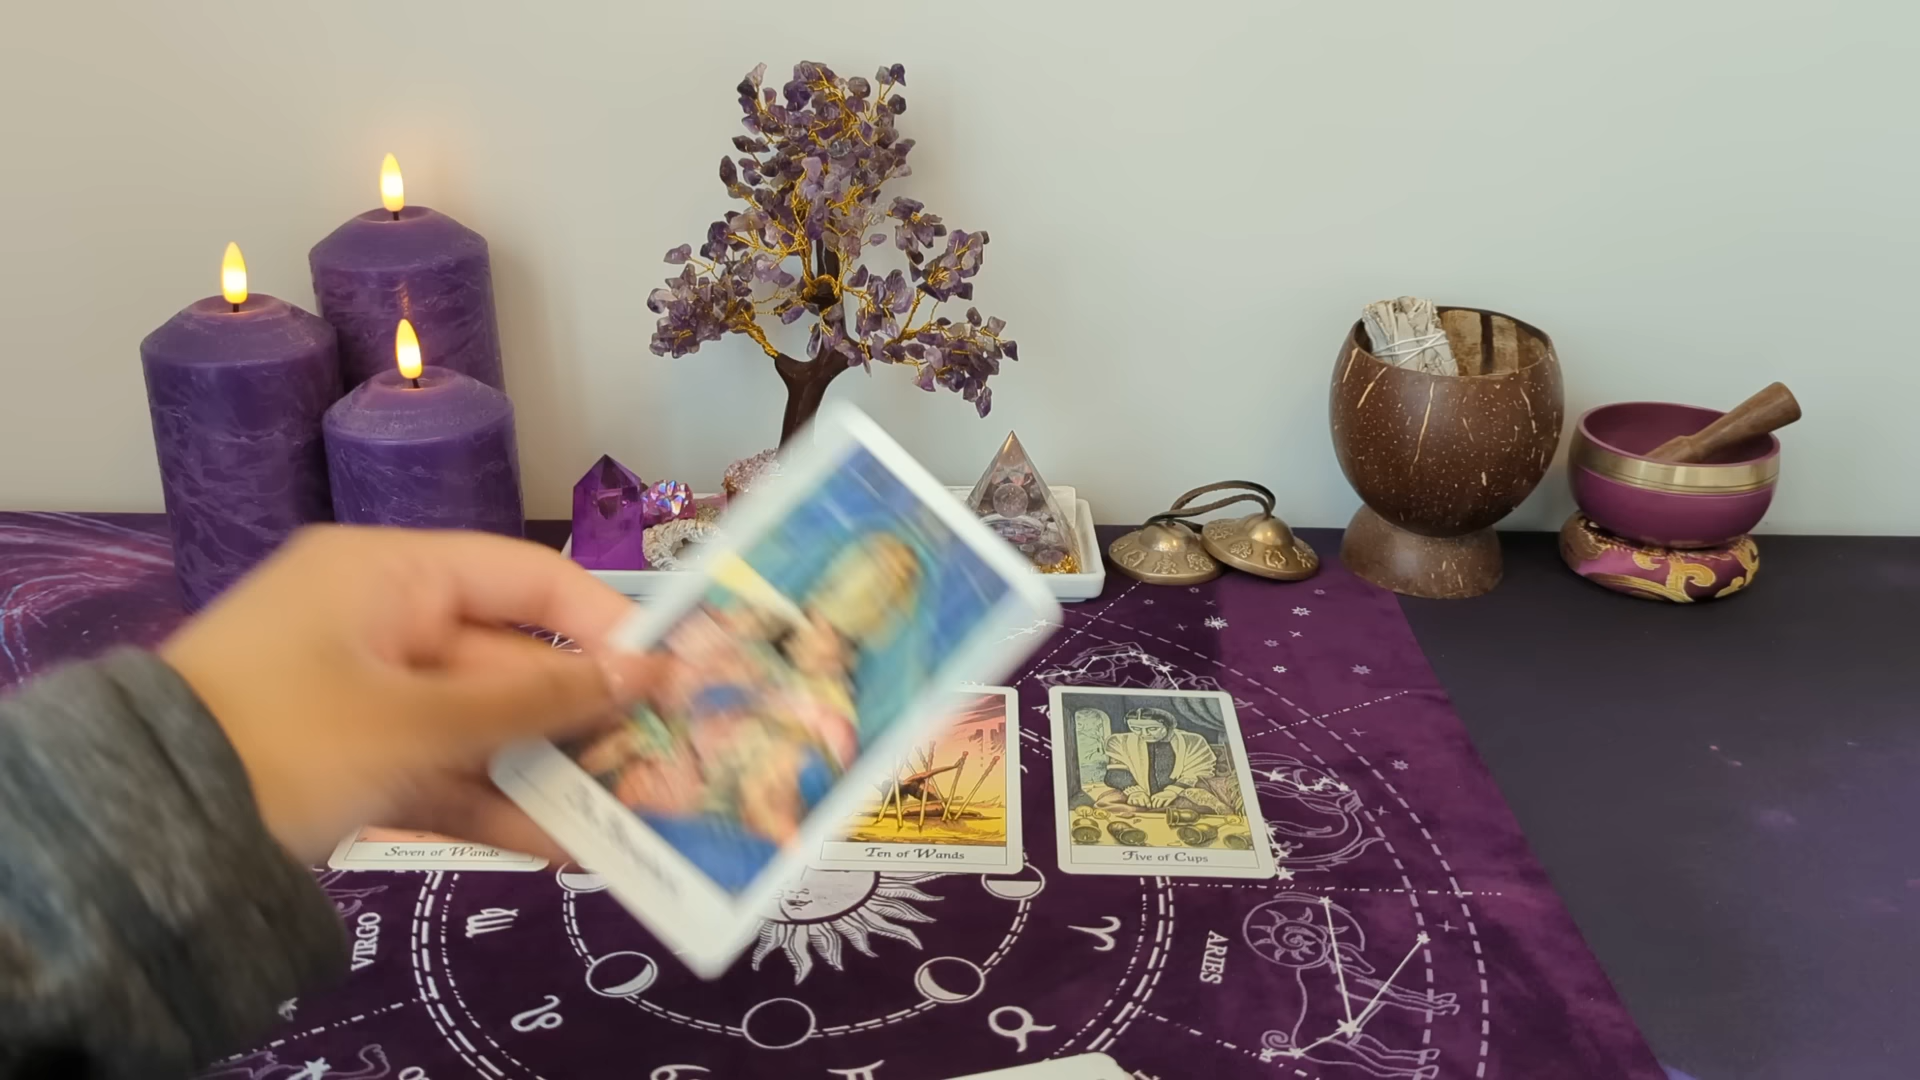 Seven of Wands
Ten of Wands
Five of Cups
VIRGO
ARIES